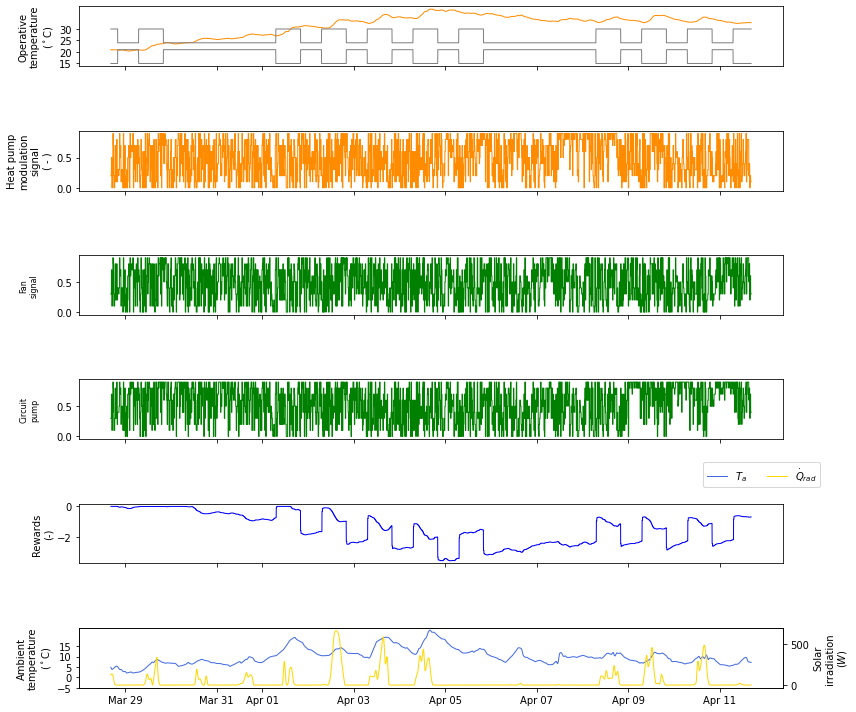 Operative
temperature
(°C)
30
25
20
15
Heat pump
modulation
signal
( - )
0.5
0.0
Fan
signal
0.5
0.0
Circuit
pump
0.5
0.0
T_a
Q̇_rad
Rewards
(-)
0
−2
Ambient
temperature
(°C)
15
10
5
0
−5
500
0
Solar
irradiation
(W)
Mar 29
Mar 31
Apr 01
Apr 03
Apr 05
Apr 07
Apr 09
Apr 11